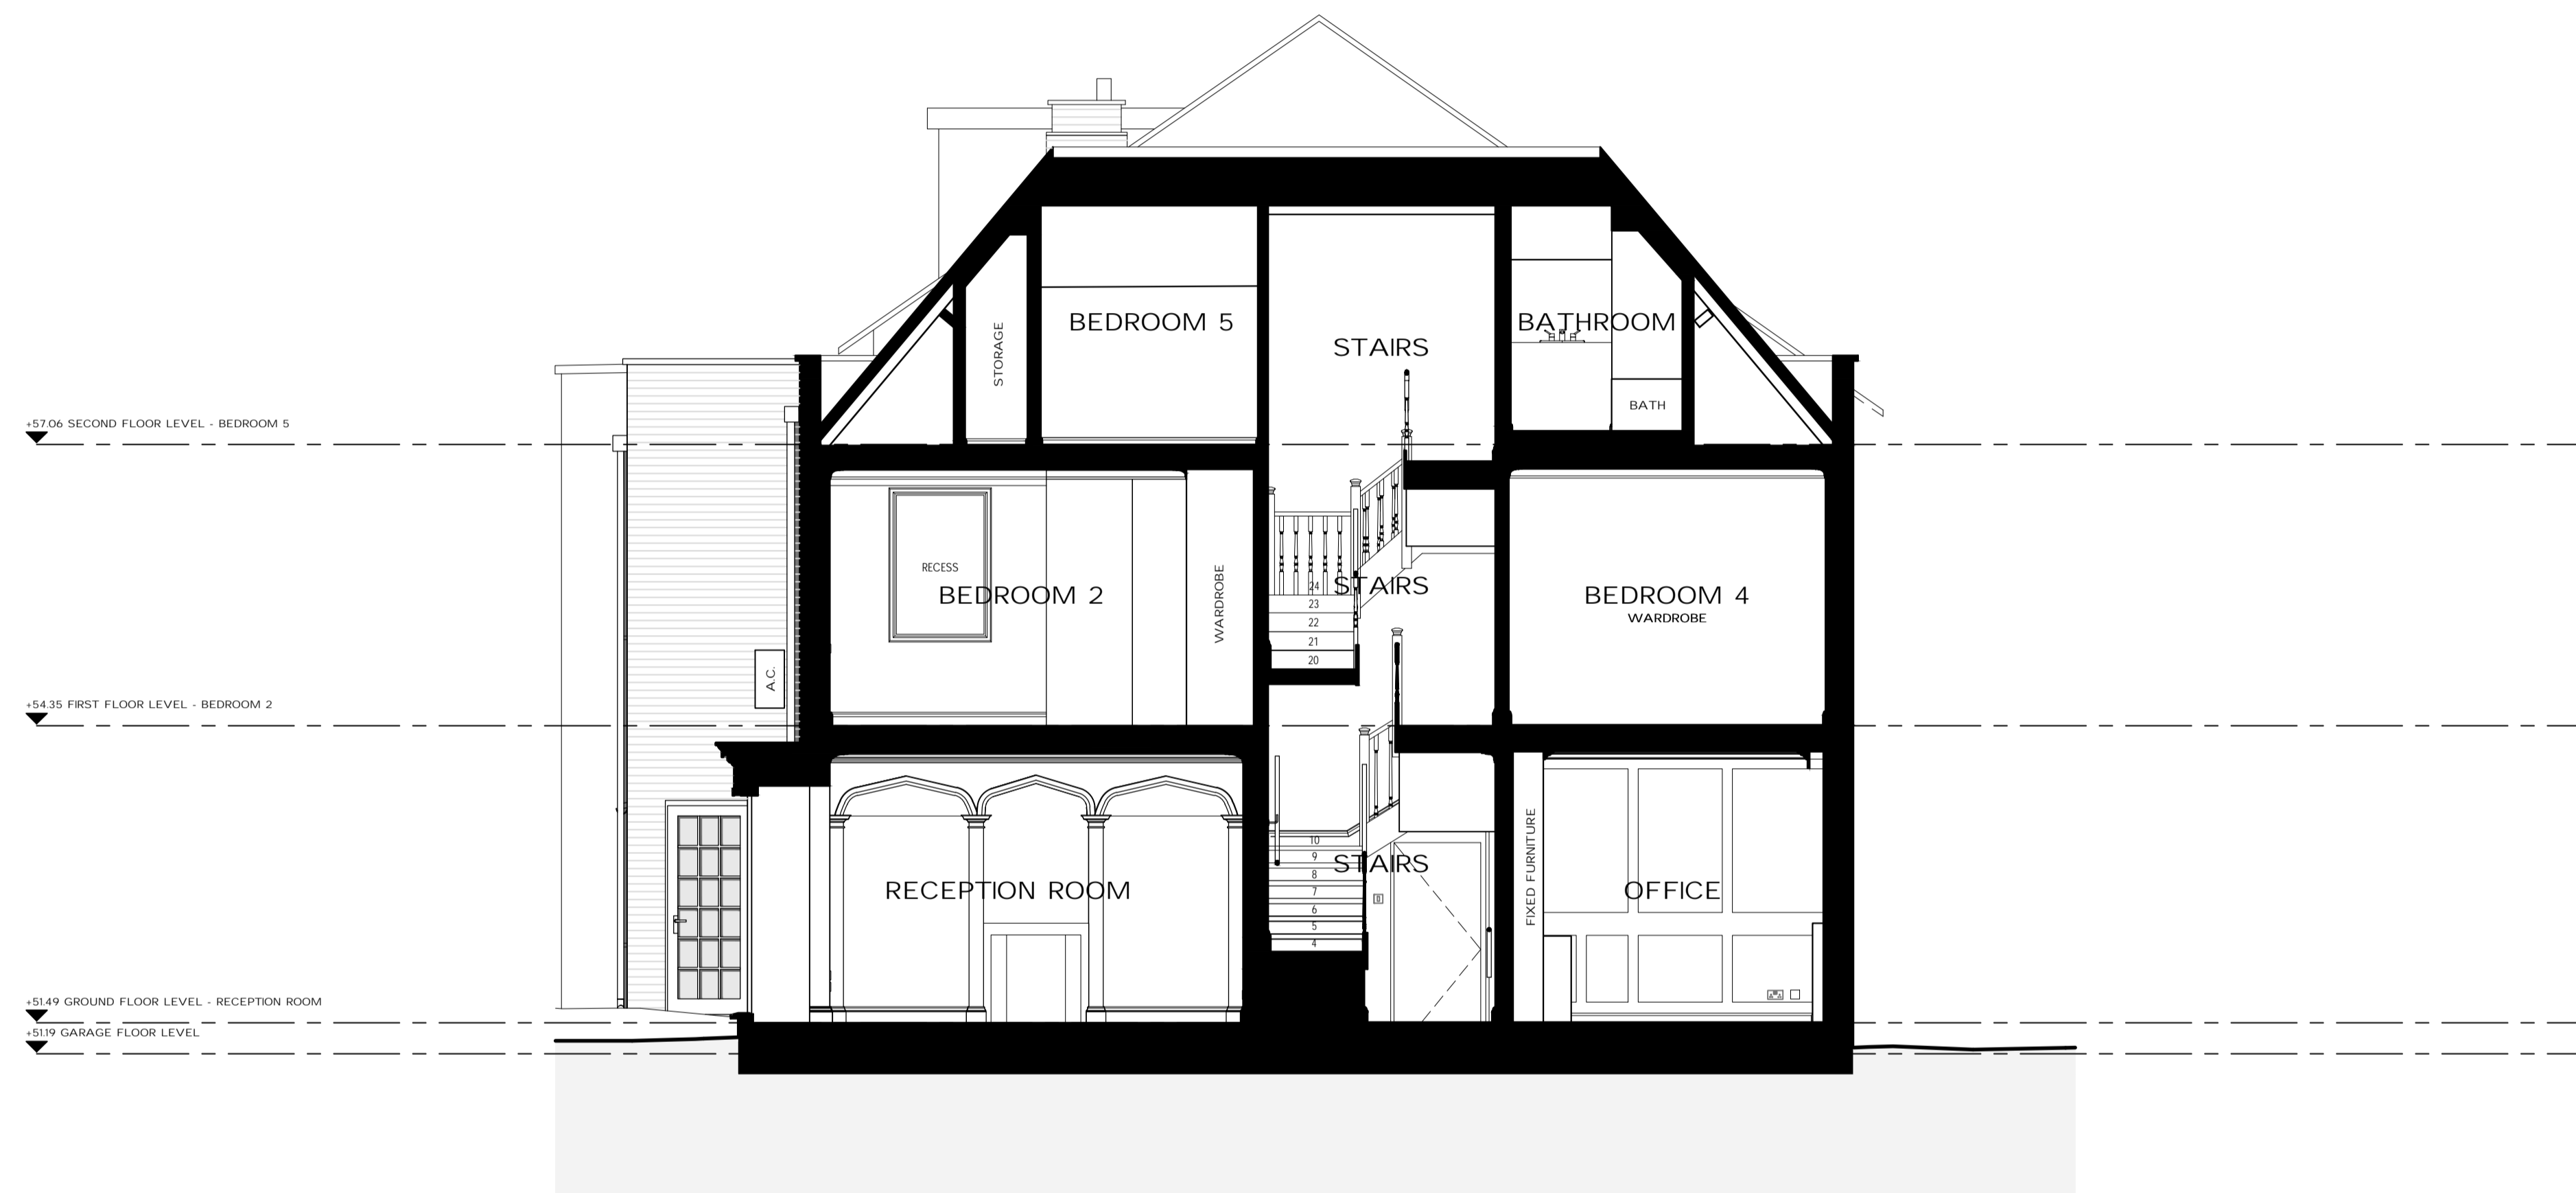 BEDROOM 5
STORAGE
STAIRS
BATHROOM
BATH
+57.06 SECOND FLOOR LEVEL - BEDROOM 5
RECESS
BEDROOM 2
WARDROBE
24
23
22
21
20
STAIRS
BEDROOM 4
WARDROBE
A.C.
+54.35 FIRST FLOOR LEVEL - BEDROOM 2
RECEPTION ROOM
10
9
8
7
6
5
4
STAIRS
FIXED FURNITURE
OFFICE
+51.49 GROUND FLOOR LEVEL - RECEPTION ROOM
+51.19 GARAGE FLOOR LEVEL